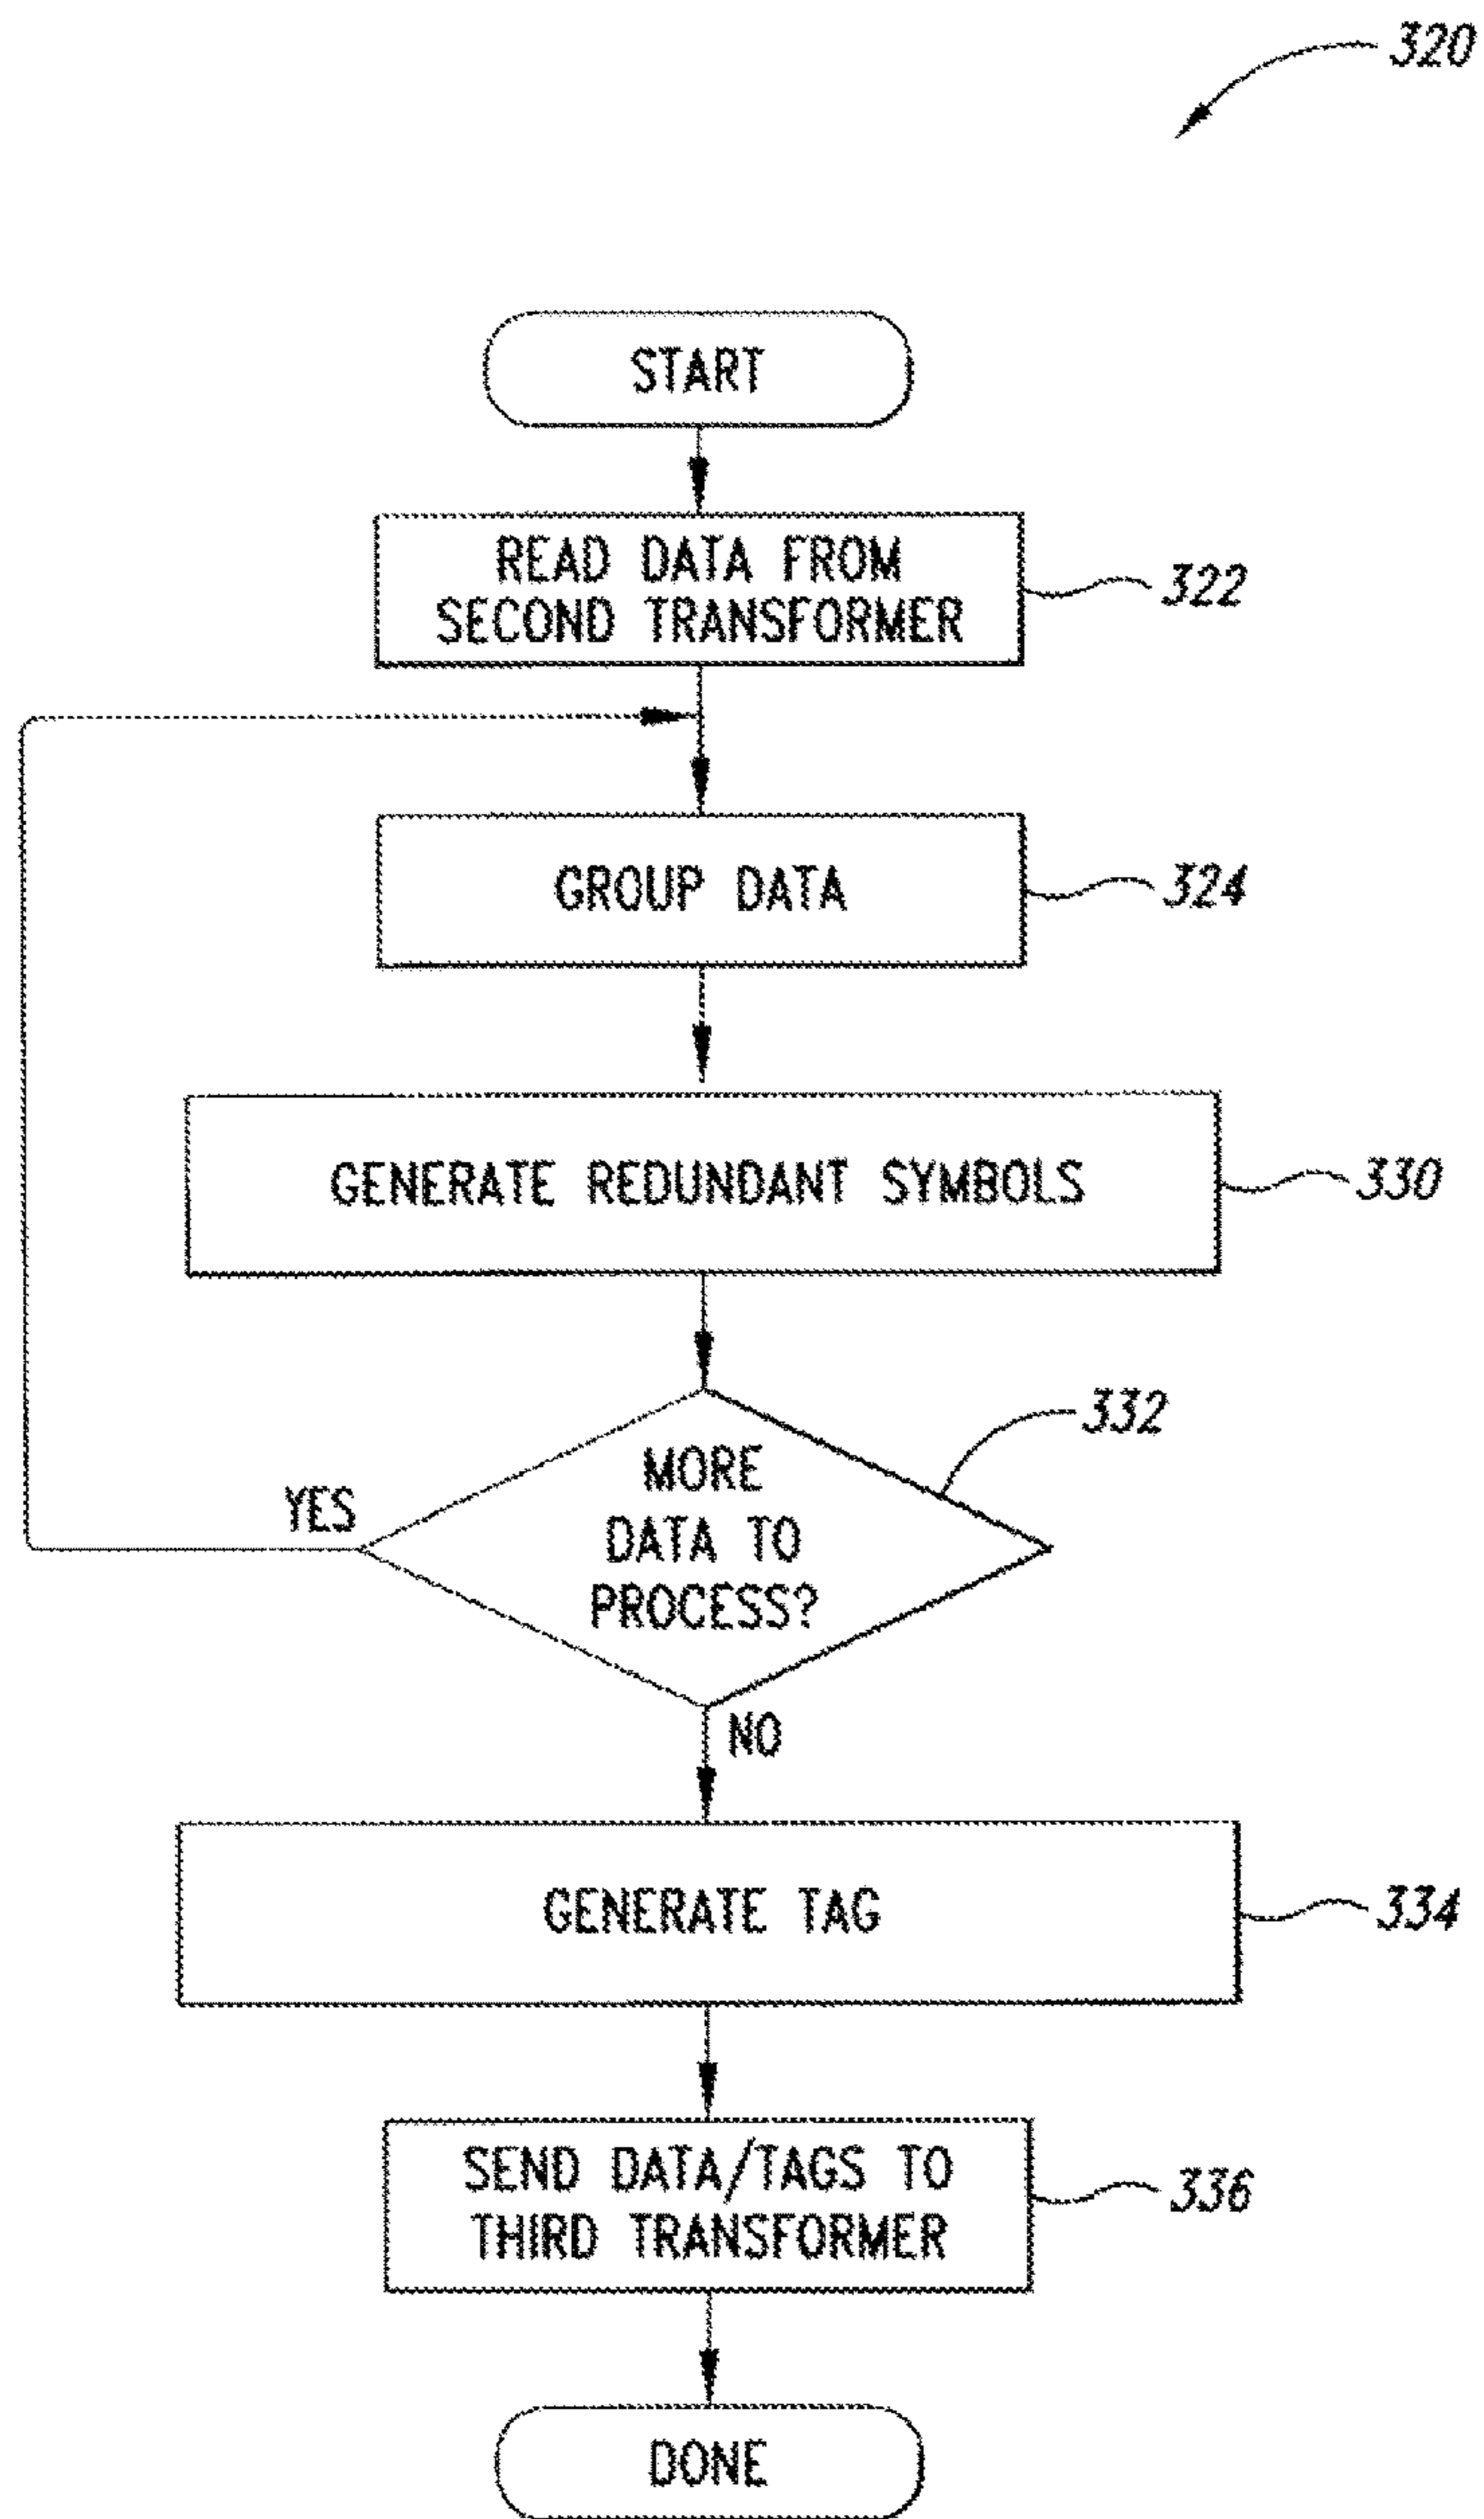 320
START
READ DATA FROM
SECOND TRANSFORMER
322
GROUP DATA
324
GENERATE REDUNDANT SYMBOLS
330
332
MORE
DATA TO
PROCESS?
YES
NO
GENERATE TAG
334
SEND DATA/TAGS TO
THIRD TRANSFORMER
336
DONE